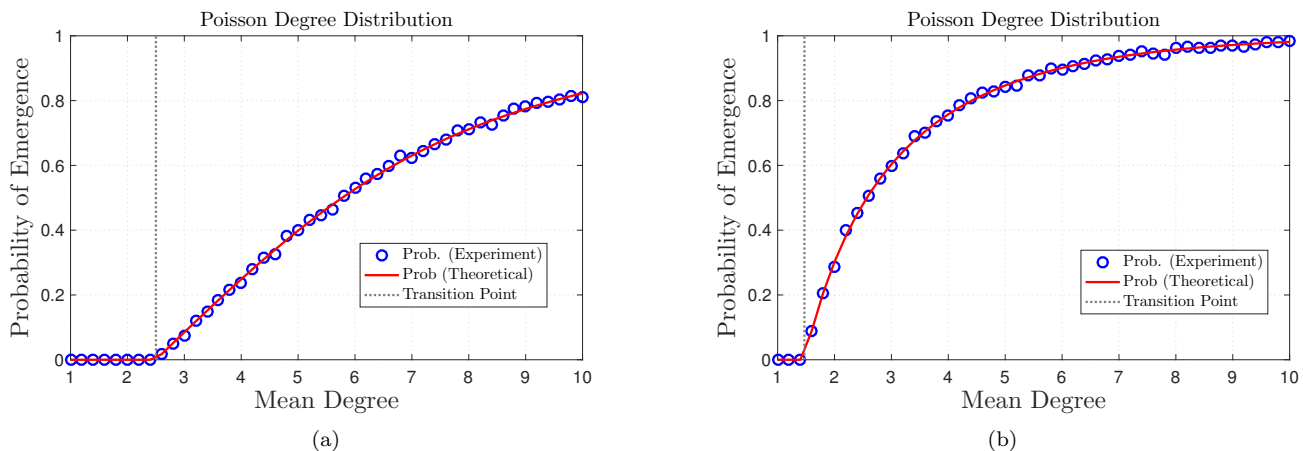 Poisson Degree Distribution
Probability of Emergence
1
0.8
0.6
0.4
0.2
0
Prob. (Experiment)
Prob (Theoretical)
Transition Point
1 2 3 4 5 6 7 8 9 10
Mean Degree
(a)
Poisson Degree Distribution
Probability of Emergence
1
0.8
0.6
0.4
0.2
0
Prob. (Experiment)
Prob (Theoretical)
Transition Point
1 2 3 4 5 6 7 8 9 10
Mean Degree
(b)